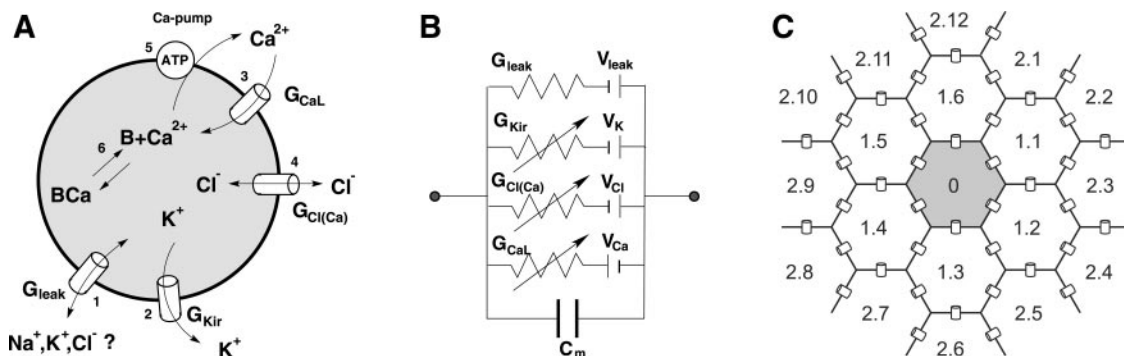 A
Ca-pump
5
ATP
Ca2+
3
GCaL
B+Ca2+
6
BCa
4
Cl-
Cl-
GCl(Ca)
K+
Gleak
1
2
GKir
Na+,K+,Cl- ?
K+
B
Gleak
Vleak
GKir
VK
GCl(Ca)
VCl
GCaL
VCa
Cm
C
2.12
2.11
2.1
2.10
1.6
2.2
1.5
1.1
2.9
0
2.3
1.4
1.2
2.8
1.3
2.4
2.7
2.5
2.6